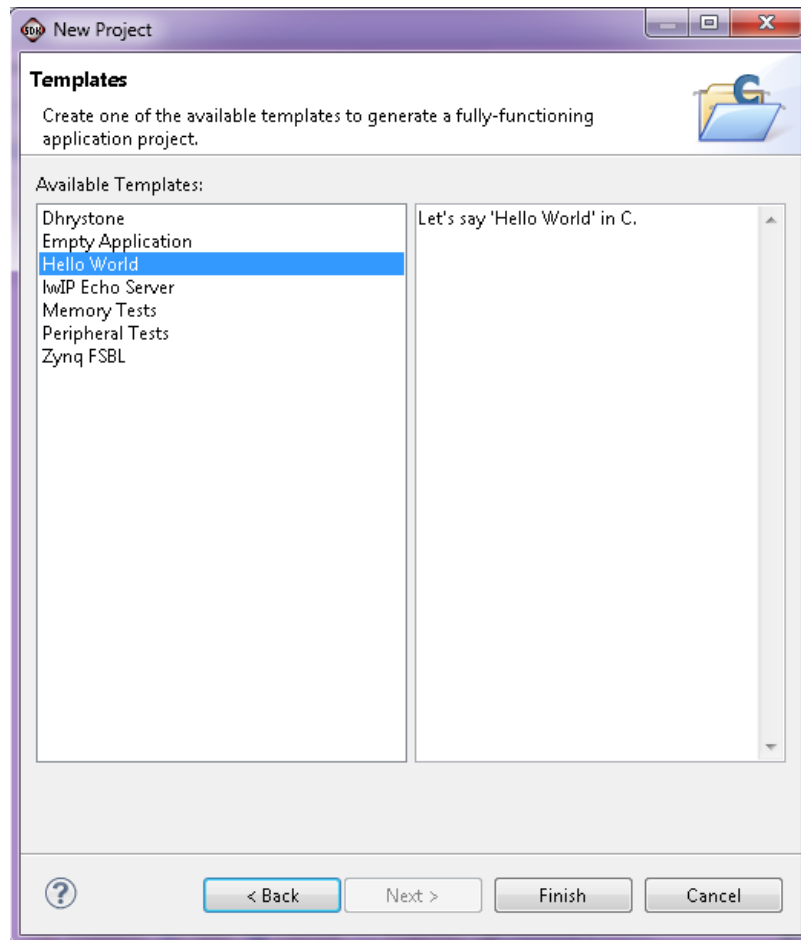 SDK New Project
Templates
Create one of the available templates to generate a fully-functioning
application project.
Available Templates:
Dhrystone
Empty Application
Hello World
lwIP Echo Server
Memory Tests
Peripheral Tests
Zynq FSBL
Let's say 'Hello World' in C.
? < Back Next > Finish Cancel